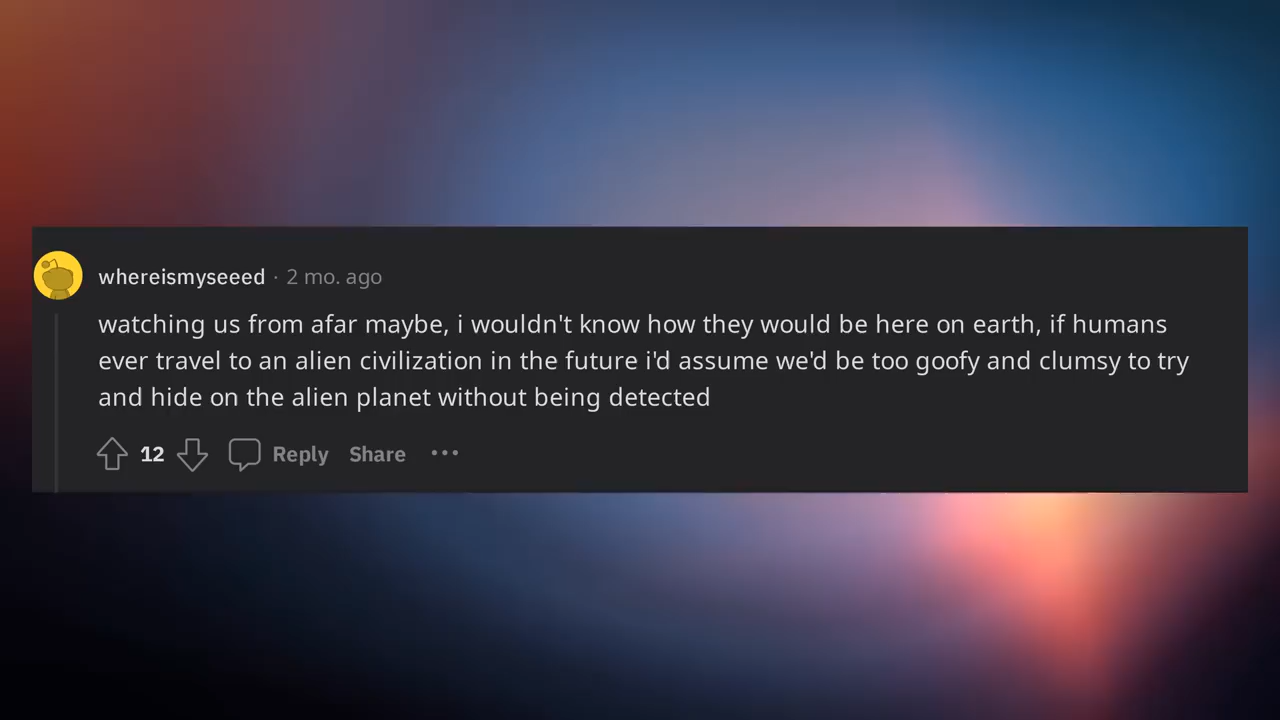 whereismyseeed · 2 mo. ago
watching us from afar maybe, i wouldn't know how they would be here on earth, if humans
ever travel to an alien civilization in the future i'd assume we'd be too goofy and clumsy to try
and hide on the alien planet without being detected
12 Reply Share ···